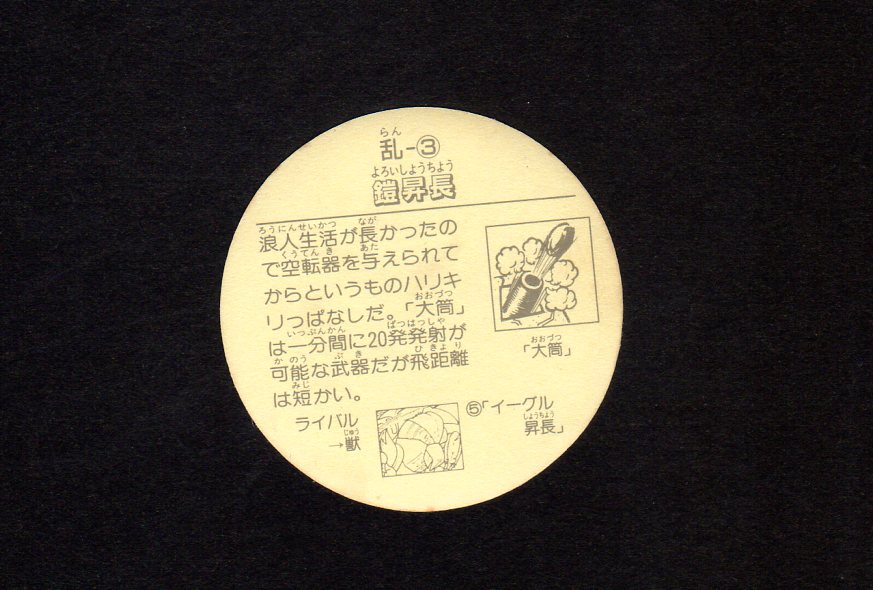 らん
乱-③
よろいしょうちょう
鎧昇長
ろうにんせいかつ なが
浪人生活が長かったの
くうてんき あた
で空転器を与えられて
からというものハリキ
おおづつ
りっぱなしだ。「大筒」
いっぷんかん ぱつはっしゃ
は一分間に20発発射が
かのう ぶき ひきょり
可能な武器だが飛距離
みじ
は短かい。
おおづつ
「大筒」
ライバル
じゅう
→獣
⑤「イーグル
しょうちょう
昇長」